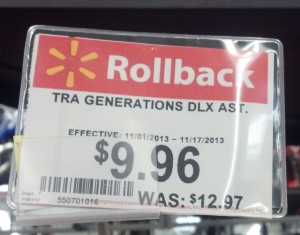 Rollback
TRA GENERATIONS DLX AST.
EFFECTIVE: 11/01/2013 – 11/17/2013
$9.96
550701016
WAS: $12.97